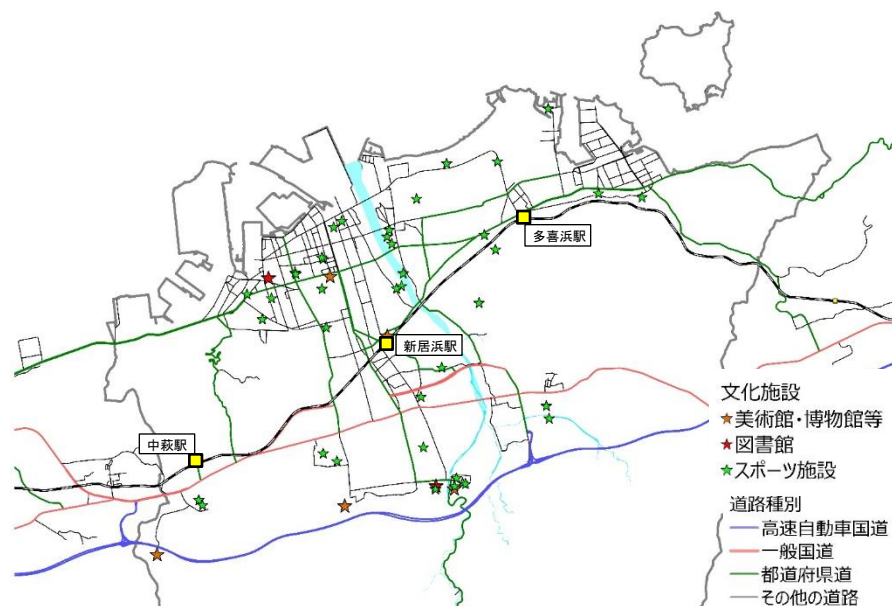 多喜浜駅
新居浜駅
中萩駅
文化施設
美術館・博物館等
図書館
スポーツ施設
道路種別
高速自動車国道
一般国道
都道府県道
その他の道路